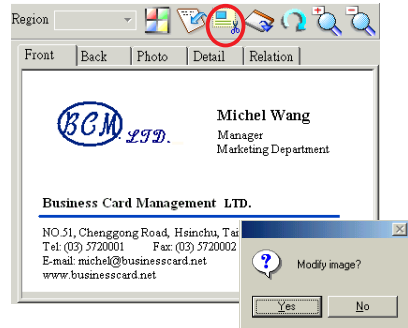 Region
Front Back Photo Detail Relation
BCM LTD.
Michel Wang
Manager
Marketing Department
Business Card Management LTD.
NO.51, Chenggong Road, Hsinchu, Tai
Tel: (03) 5720001 Fax: (03) 5720002
E-mail: michel@businesscard.net
www.businesscard.net
Modify image?
Yes No